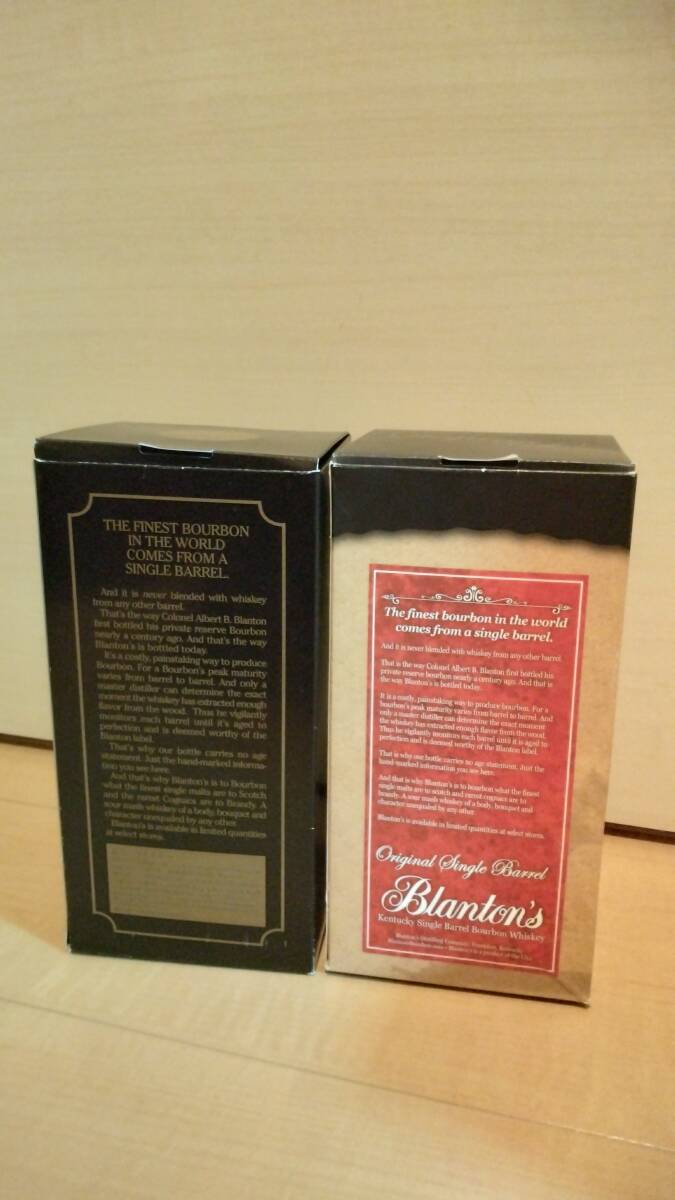 THE FINEST BOURBON
IN THE WORLD
COMES FROM A
SINGLE BARREL.
And it is never blended with whiskey
from any other barrel.
That's the way Colonel Albert B. Blanton
first bottled his private reserve Bourbon
nearly a century ago. And that's the way
Blanton's is bottled today.
It's a costly, painstaking way to produce
Bourbon. For a Bourbon's peak maturity
varies from barrel to barrel. And only a
master distiller can determine the exact
moment the whiskey has extracted enough
flavor from the wood. Thus he vigilantly
monitors each barrel until it's aged to
perfection and is deemed worthy of the
Blanton label.
That's why our bottle carries no age
statement. Just the hand-marked informa-
tion you see here.
And that's why Blanton's is to Bourbon
what the finest single malts are to Scotch
and the rarest Cognacs are to Brandy. A
sour mash whiskey of a body, bouquet and
character unequaled by any other.
Blanton's is available in limited quantities
at select stores.
The finest bourbon in the world
comes from a single barrel.
And it is never blended with whiskey from any other barrel.
That is the way Colonel Albert B. Blanton first bottled his
private reserve bourbon nearly a century ago. And that is
the way Blanton's is bottled today.
It is a costly, painstaking way to produce bourbon. For a
bourbon's peak maturity varies from barrel to barrel. And
only a master distiller can determine the exact moment
the whiskey has extracted enough flavor from the wood.
Thus he vigilantly monitors each barrel until it is aged to
perfection and is deemed worthy of the Blanton label.
That is why our bottle carries no age statement. Just the
hand-marked information you see here.
And that is why Blanton's is to bourbon what the finest
single malts are to scotch and rarest cognacs are to
brandy. A sour mash whiskey of a body, bouquet and
character unequaled by any other.
Blanton's is available in limited quantities at select stores.
Original Single Barrel
Blanton's
Kentucky Single Barrel Bourbon Whiskey
Blanton's Distilling Company, Frankfort, Kentucky